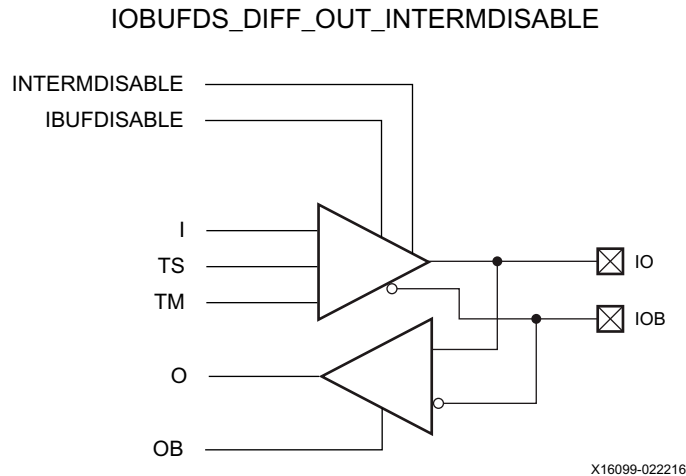 IOBUFDS_DIFF_OUT_INTERMDISABLE
INTERMDISABLE
IBUFDISABLE
I
TS
TM
IO
IOB
O
OB
X16099-022216